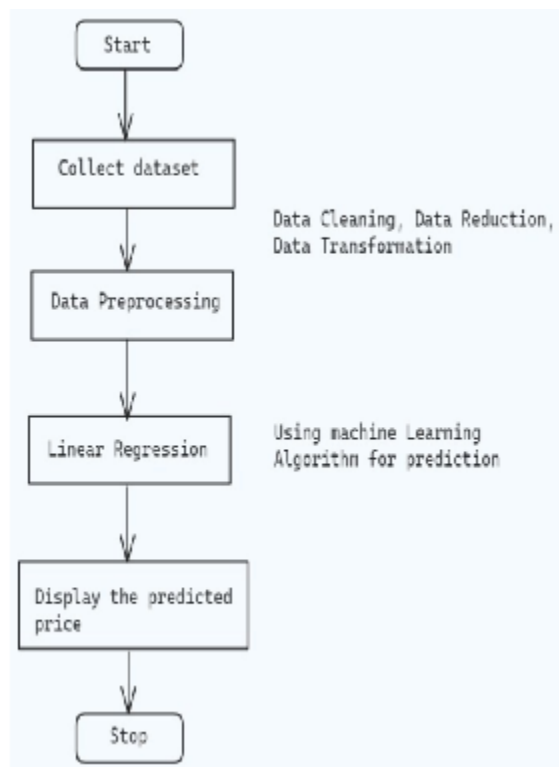 Start
Collect dataset
Data Cleaning, Data Reduction,
Data Transformation
Data Preprocessing
Linear Regression
Using machine Learning
Algorithm for prediction
Display the predicted
price
Stop